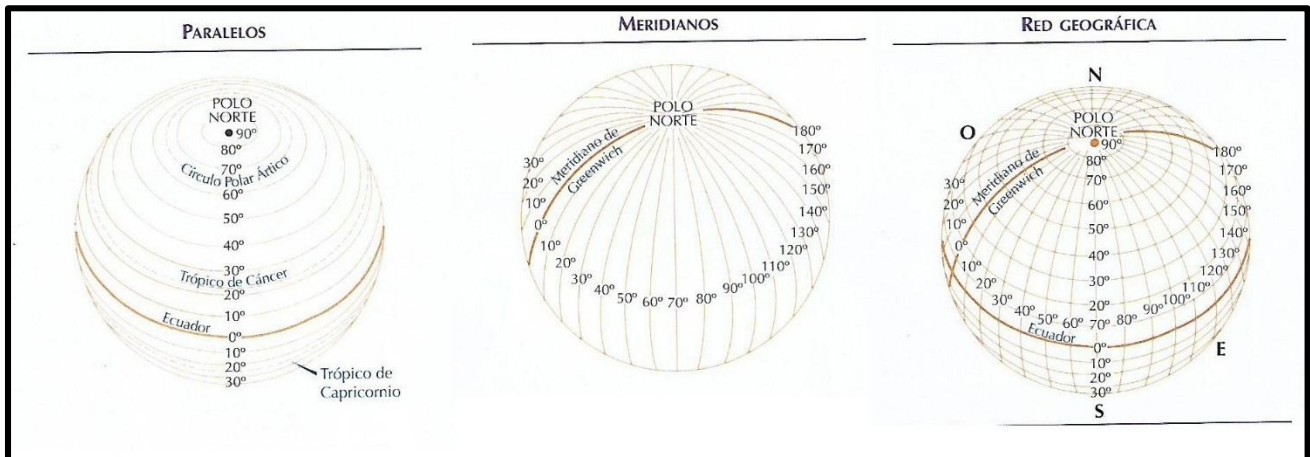 PARALELOS
POLO
NORTE
90º
80º
70º
Círculo Polar Ártico
60º
50º
40º
30º
Trópico de Cáncer
20º
10º
Ecuador
0º
10º
20º
30º
Trópico de
Capricornio
MERIDIANOS
POLO
NORTE
Meridiano de
Greenwich
30º
20º
10º
0º
10º
20º
30º
40º
50º
60º
70º
80º
90º
100º
110º
120º
130º
140º
150º
160º
170º
180º
RED GEOGRÁFICA
N
O
POLO
NORTE
90º
80º
70º
60º
50º
40º
30º
20º
10º
Meridiano de
Greenwich
30º
20º
10º
0º
10º
20º
30º
40º
50º
60º
70º
80º
90º
100º
110º
120º
130º
140º
150º
160º
170º
180º
Ecuador
0º
10º
20º
30º
E
S